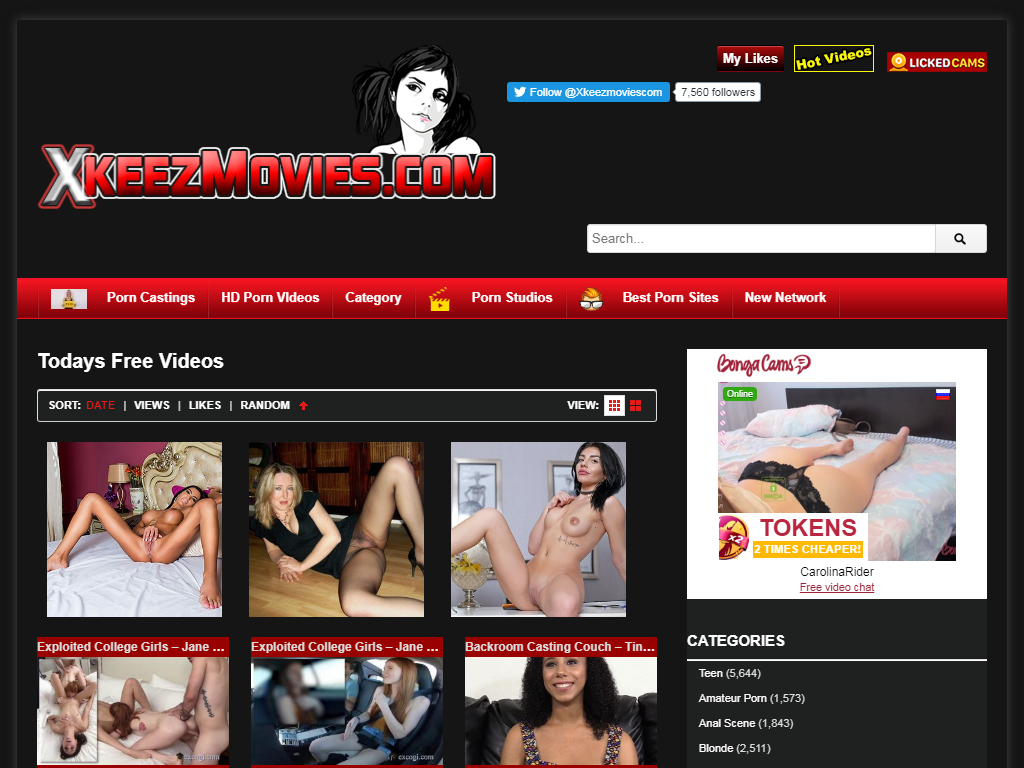 My Likes
Hot Videos
LICKEDCAMS
Follow @Xkeezmoviescom
7,560 followers
XKEEZMOVIES.COM
Search...
Porn Castings
HD Porn VIdeos
Category
Porn Studios
Best Porn Sites
New Network
Todays Free Videos
SORT: DATE | VIEWS | LIKES | RANDOM
VIEW:
BongaCams
Online
TOKENS
x2
2 TIMES CHEAPER!
CarolinaRider
Free video chat
Exploited College Girls – Jane ...
Exploited College Girls – Jane ...
Backroom Casting Couch – Tin...
excogi.com
CATEGORIES
Teen (5,644)
Amateur Porn (1,573)
Anal Scene (1,843)
Blonde (2,511)